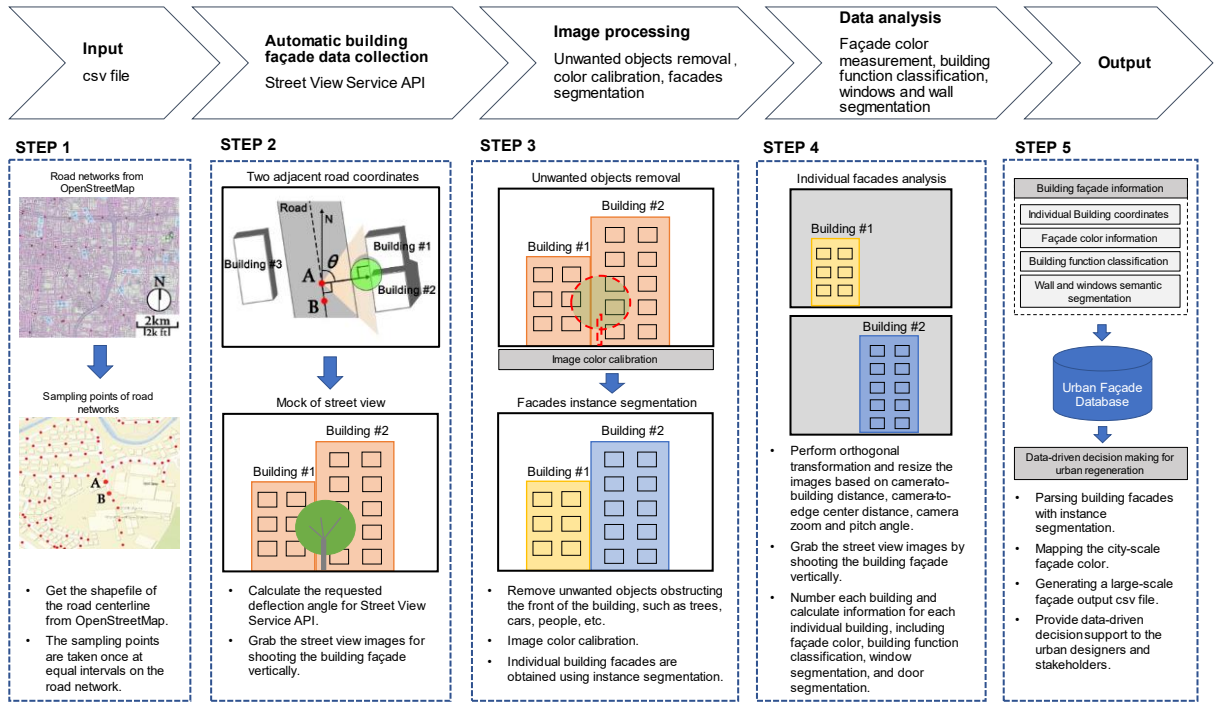 Input
csv file
Automatic building
façade data collection
Street View Service API
Image processing
Unwanted objects removal ,
color calibration, facades
segmentation
Data analysis
Façade color
measurement, building
function classification,
windows and wall
segmentation
Output
STEP 1
Road networks from
OpenStreetMap
N
2km
2k ft
Sampling points of road
networks
A
B
• Get the shapefile of
the road centerline
from OpenStreetMap.
• The sampling points
are taken once at
equal intervals on the
road network.
STEP 2
Two adjacent road coordinates
Road
N
Building #1
Building #3
θ
A
Building #2
B
Mock of street view
Building #2
Building #1
• Calculate the requested
deflection angle for Street View
Service API.
• Grab the street view images for
shooting the building façade
vertically.
STEP 3
Unwanted objects removal
Building #2
Building #1
Image color calibration
Facades instance segmentation
Building #2
Building #1
• Remove unwanted objects obstructing
the front of the building, such as trees,
cars, people, etc.
• Image color calibration.
• Individual building facades are
obtained using instance segmentation.
STEP 4
Individual facades analysis
Building #1
Building #2
• Perform orthogonal
transformation and resize the
images based on camerato-
building distance, camera-to-
edge center distance, camera
zoom and pitch angle.
• Grab the street view images by
shooting the building façade
vertically.
• Number each building and
calculate information for each
individual building, including
façade color, building function
classification, window
segmentation, and door
segmentation.
STEP 5
Building façade information
Individual Building coordinates
Façade color information
Building function classification
Wall and windows semantic
segmentation
Urban Façade
Database
Data-driven decision making for
urban regeneration
• Parsing building facades
with instance
segmentation.
• Mapping the city-scale
façade color.
• Generating a large-scale
façade output csv file.
• Provide data-driven
decision support to the
urban designers and
stakeholders.